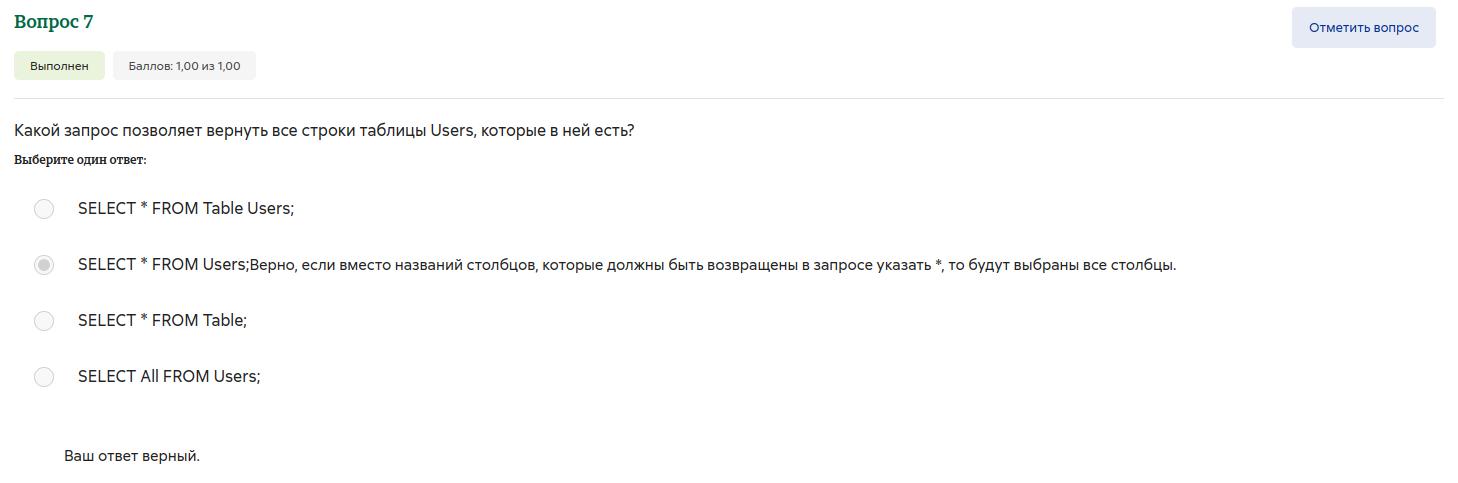 Вопрос 7
Отметить вопрос
Выполнен
Баллов: 1,00 из 1,00
Какой запрос позволяет вернуть все строки таблицы Users, которые в ней есть?
Выберите один ответ:
SELECT * FROM Table Users;
SELECT * FROM Users;Верно, если вместо названий столбцов, которые должны быть возвращены в запросе указать *, то будут выбраны все столбцы.
SELECT * FROM Table;
SELECT All FROM Users;
Ваш ответ верный.